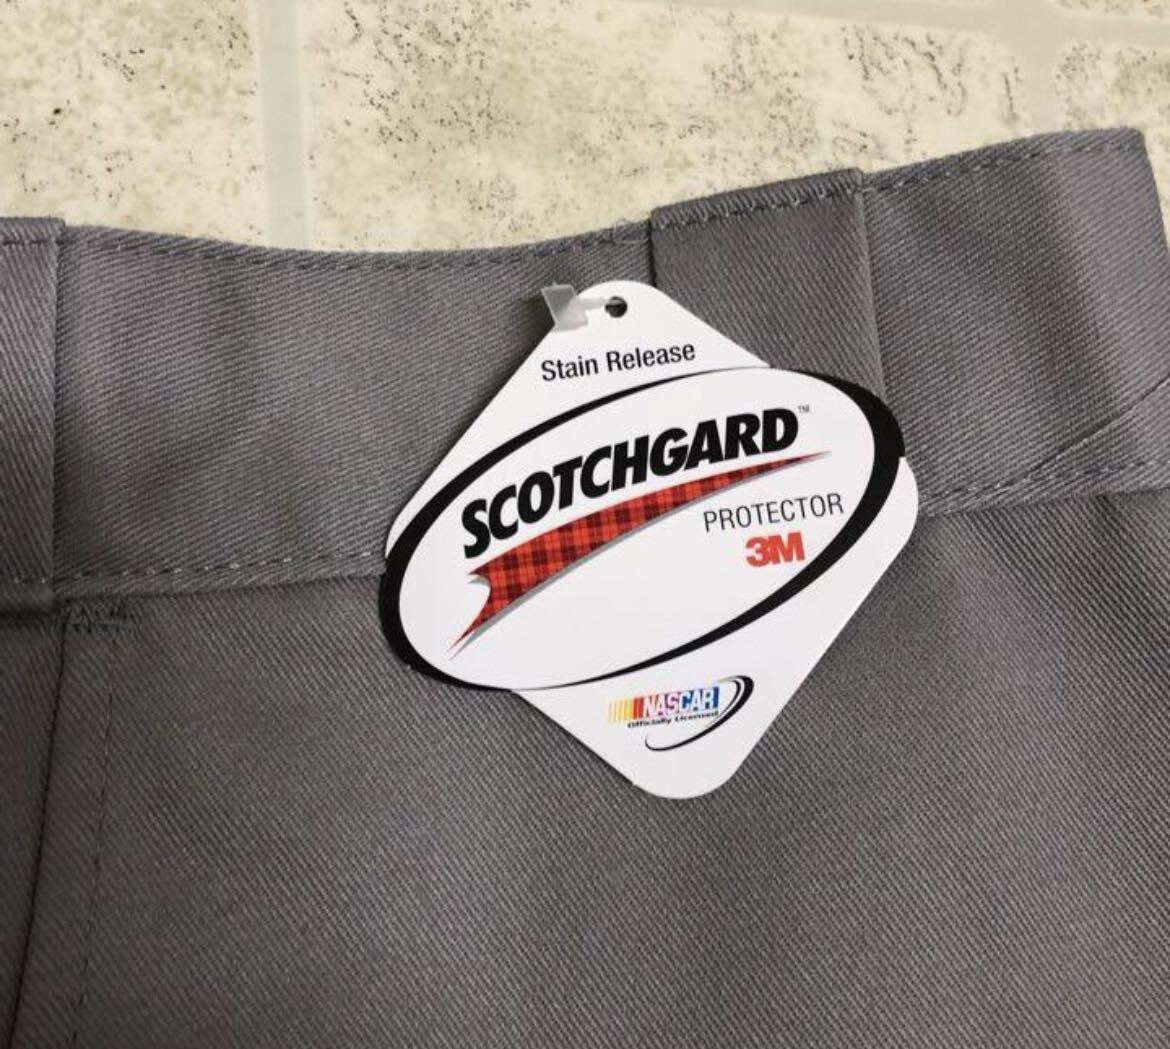 Stain Release
SCOTCHGARD™
PROTECTOR
3M
NASCAR
Officially Licensed